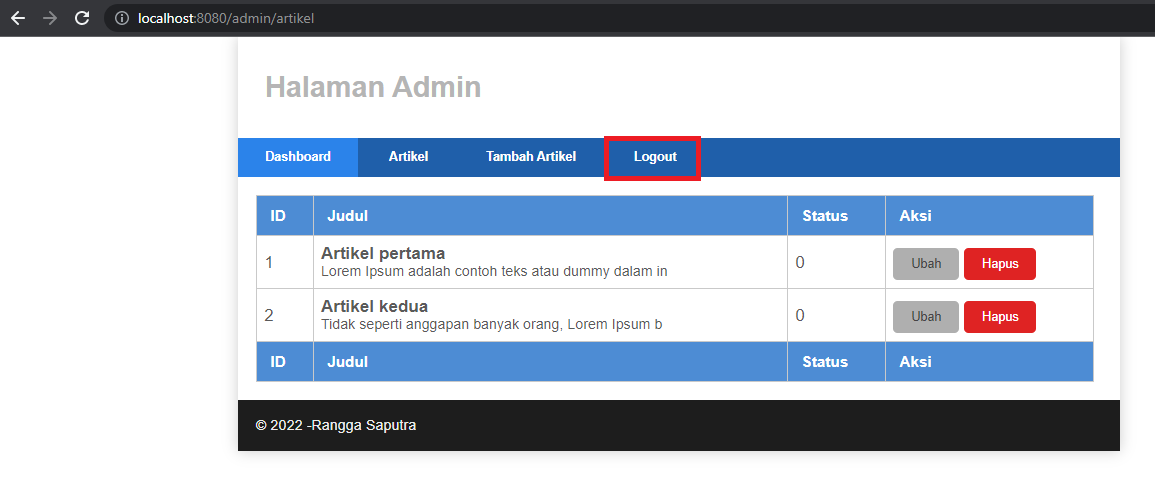 localhost:8080/admin/artikel
Halaman Admin
Dashboard Artikel Tambah Artikel Logout
ID Judul Status Aksi
1 Artikel pertama 0 Ubah Hapus
Lorem Ipsum adalah contoh teks atau dummy dalam in
2 Artikel kedua 0 Ubah Hapus
Tidak seperti anggapan banyak orang, Lorem Ipsum b
ID Judul Status Aksi
© 2022 -Rangga Saputra